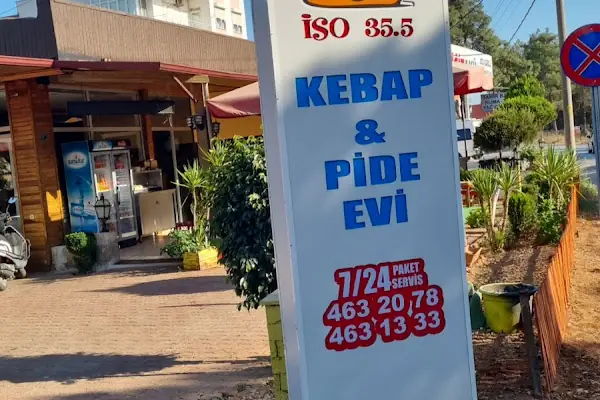 İSO 35.5
KEBAP
&
PİDE
EVİ
7/24 PAKET
SERVİS
463 20 78
463 13 33